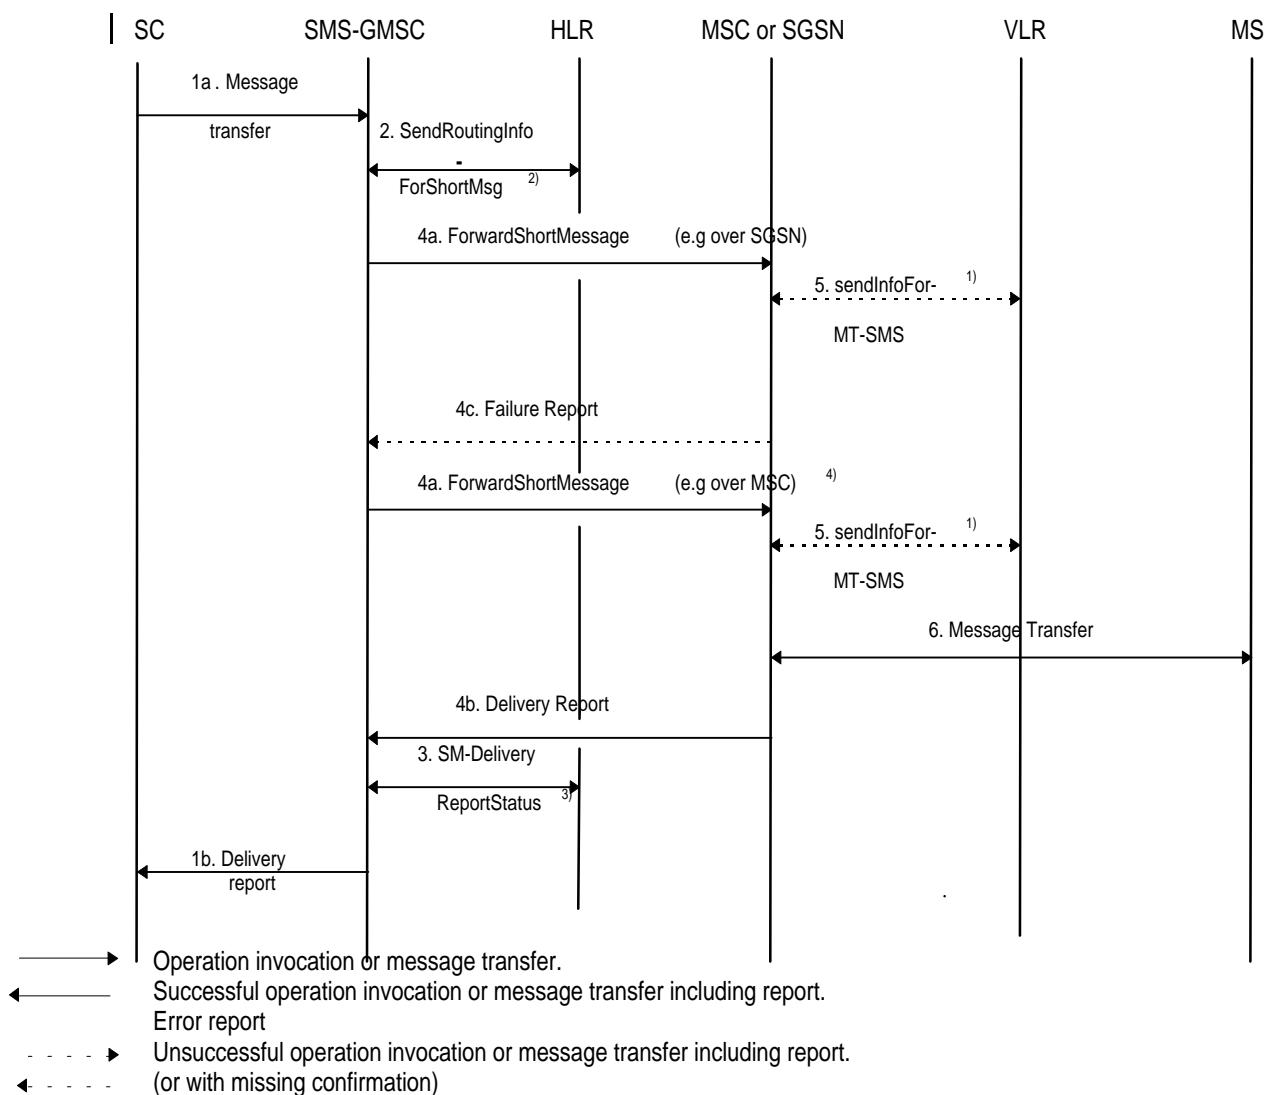 SC SMS-GMSC HLR MSC or SGSN VLR MS
1a . Message
transfer
2. SendRoutingInfo
-
ForShortMsg 2)
4a. ForwardShortMessage (e.g over SGSN)
5. sendInfoFor- 1)
MT-SMS
4c. Failure Report
4a. ForwardShortMessage (e.g over MSC) 4)
5. sendInfoFor- 1)
MT-SMS
6. Message Transfer
4b. Delivery Report
3. SM-Delivery
ReportStatus 3)
1b. Delivery
report
.
Operation invocation or message transfer.
Successful operation invocation or message transfer including report.
Error report
Unsuccessful operation invocation or message transfer including report.
(or with missing confirmation)